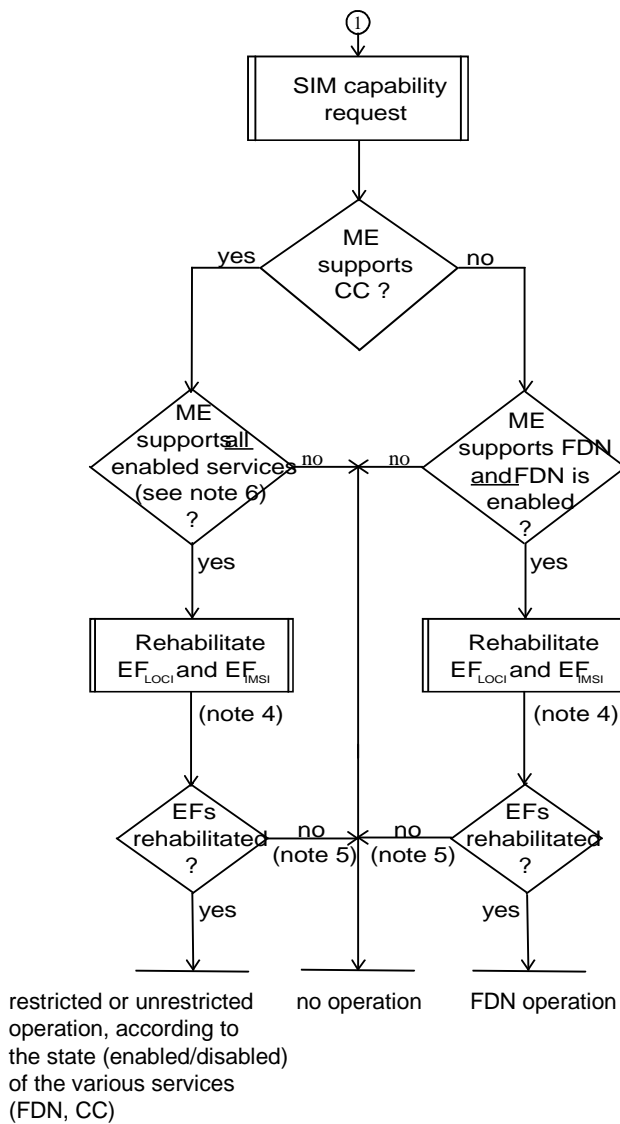 1
SIM capability
request
ME
supports
CC ?
yes
no
ME
supports all
enabled services
(see note 6)
?
no
no
ME
supports FDN
and FDN is
enabled
?
yes
yes
Rehabilitate
EFLOCI and EFIMSI
Rehabilitate
EFLOCI and EFIMSI
(note 4)
(note 4)
EFs
rehabilitated
?
no
(note 5)
no
(note 5)
EFs
rehabilitated
?
yes
yes
restricted or unrestricted
operation, according to
the state (enabled/disabled)
of the various services
(FDN, CC)
no operation
FDN operation